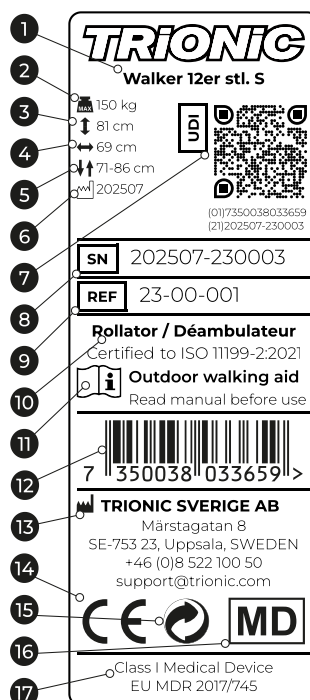 1
TRIONIC
Walker 12er stl. S
2
MAX 150 kg
3
81 cm
4
69 cm
5
71-86 cm
6
202507
UDI
(01)7350038033659
(21)202507-230003
7
SN 202507-230003
8
REF 23-00-001
9
Rollator / Déambulateur
Certified to ISO 11199-2:2021
10
Outdoor walking aid
Read manual before use
11
12
7 350038 033659 >
13
TRIONIC SVERIGE AB
Märstagatan 8
SE-753 23, Uppsala, SWEDEN
+46 (0)8 522 100 50
support@trionic.com
14
CE
15
MD
16
Class I Medical Device
EU MDR 2017/745
17